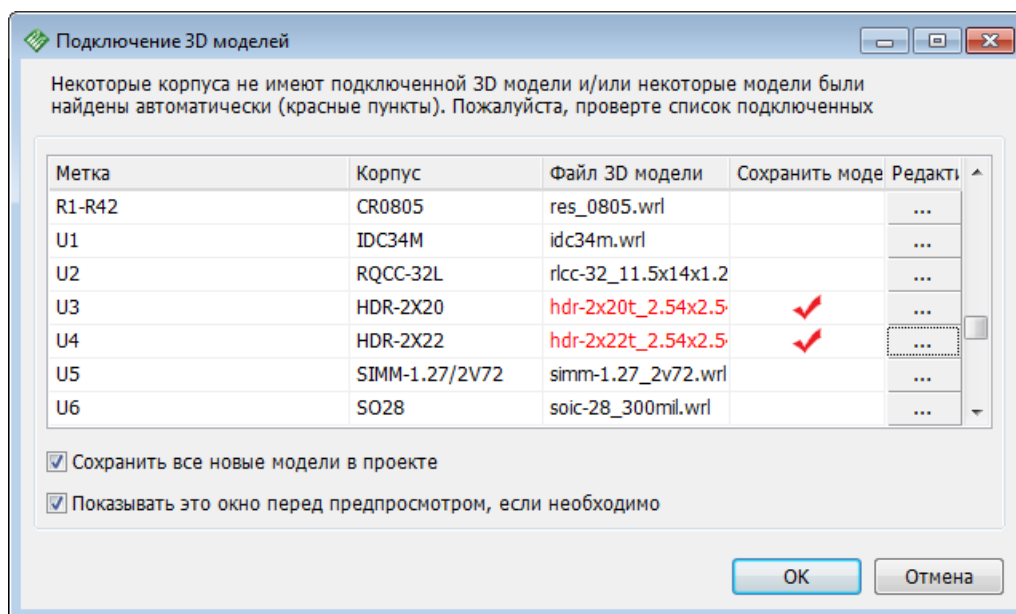 Подключение 3D моделей
Некоторые корпуса не имеют подключенной 3D модели и/или некоторые модели были
найдены автоматически (красные пункты). Пожалуйста, проверте список подключенных
Метка Корпус Файл 3D модели Сохранить моде Редакти
R1-R42 CR0805 res_0805.wrl ...
U1 IDC34M idc34m.wrl ...
U2 RQCC-32L rlcc-32_11.5x14x1.2 ...
U3 HDR-2X20 hdr-2x20t_2.54x2.5 ...
U4 HDR-2X22 hdr-2x22t_2.54x2.5 ...
U5 SIMM-1.27/2V72 simm-1.27_2v72.wrl ...
U6 SO28 soic-28_300mil.wrl ...
Сохранить все новые модели в проекте
Показывать это окно перед предпросмотром, если необходимо
OK Отмена